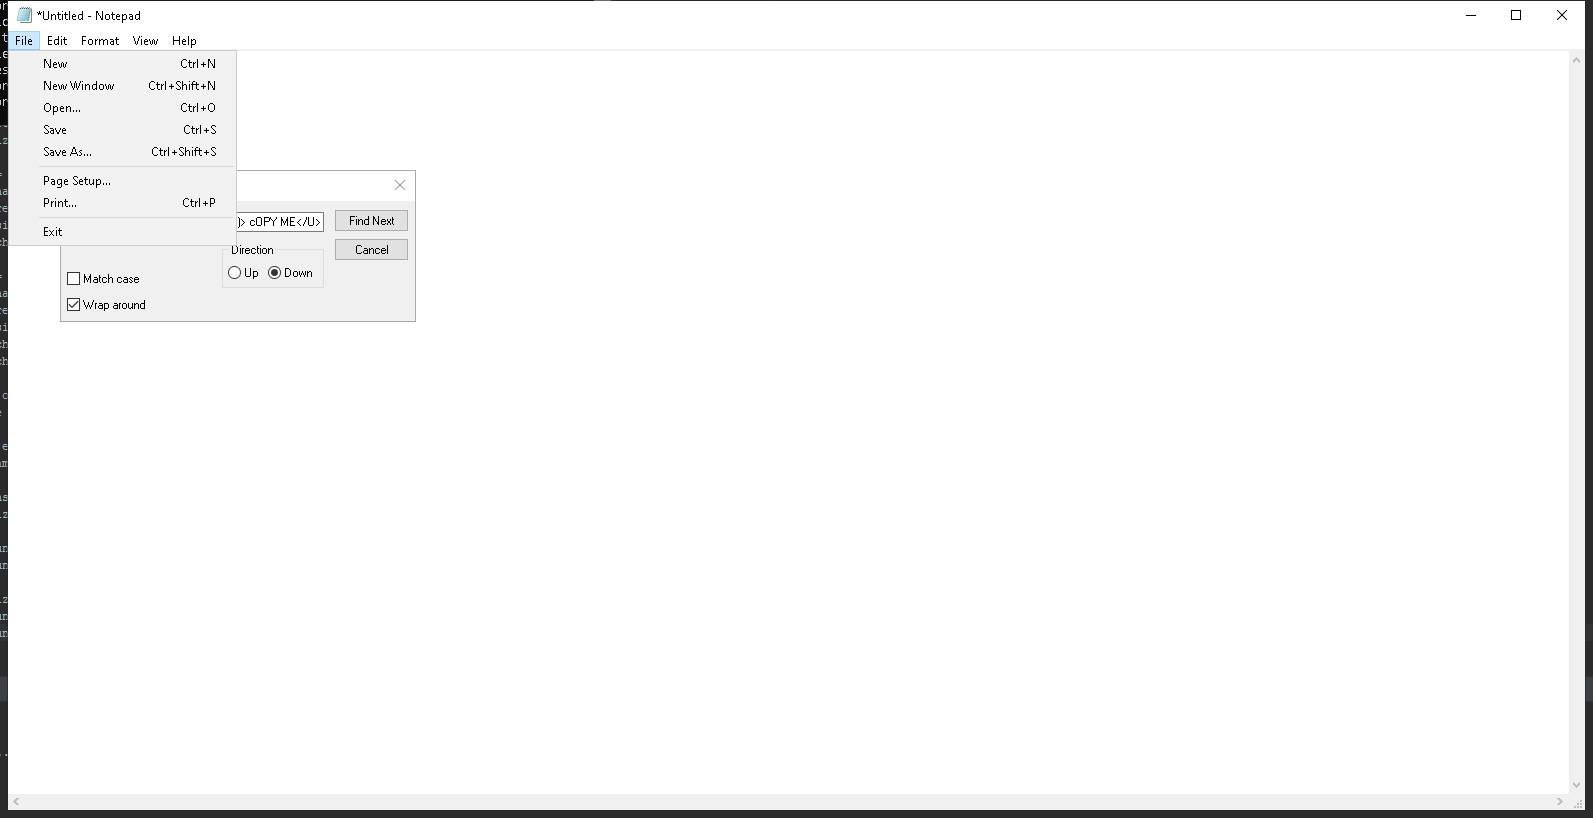 *Untitled - Notepad
File Edit Format View Help
New Ctrl+N
New Window Ctrl+Shift+N
Open... Ctrl+O
Save Ctrl+S
Save As... Ctrl+Shift+S
Page Setup...
Print... Ctrl+P
Exit
)> cOPY ME</U>
Find Next
Direction
Cancel
Up Down
Match case
Wrap around